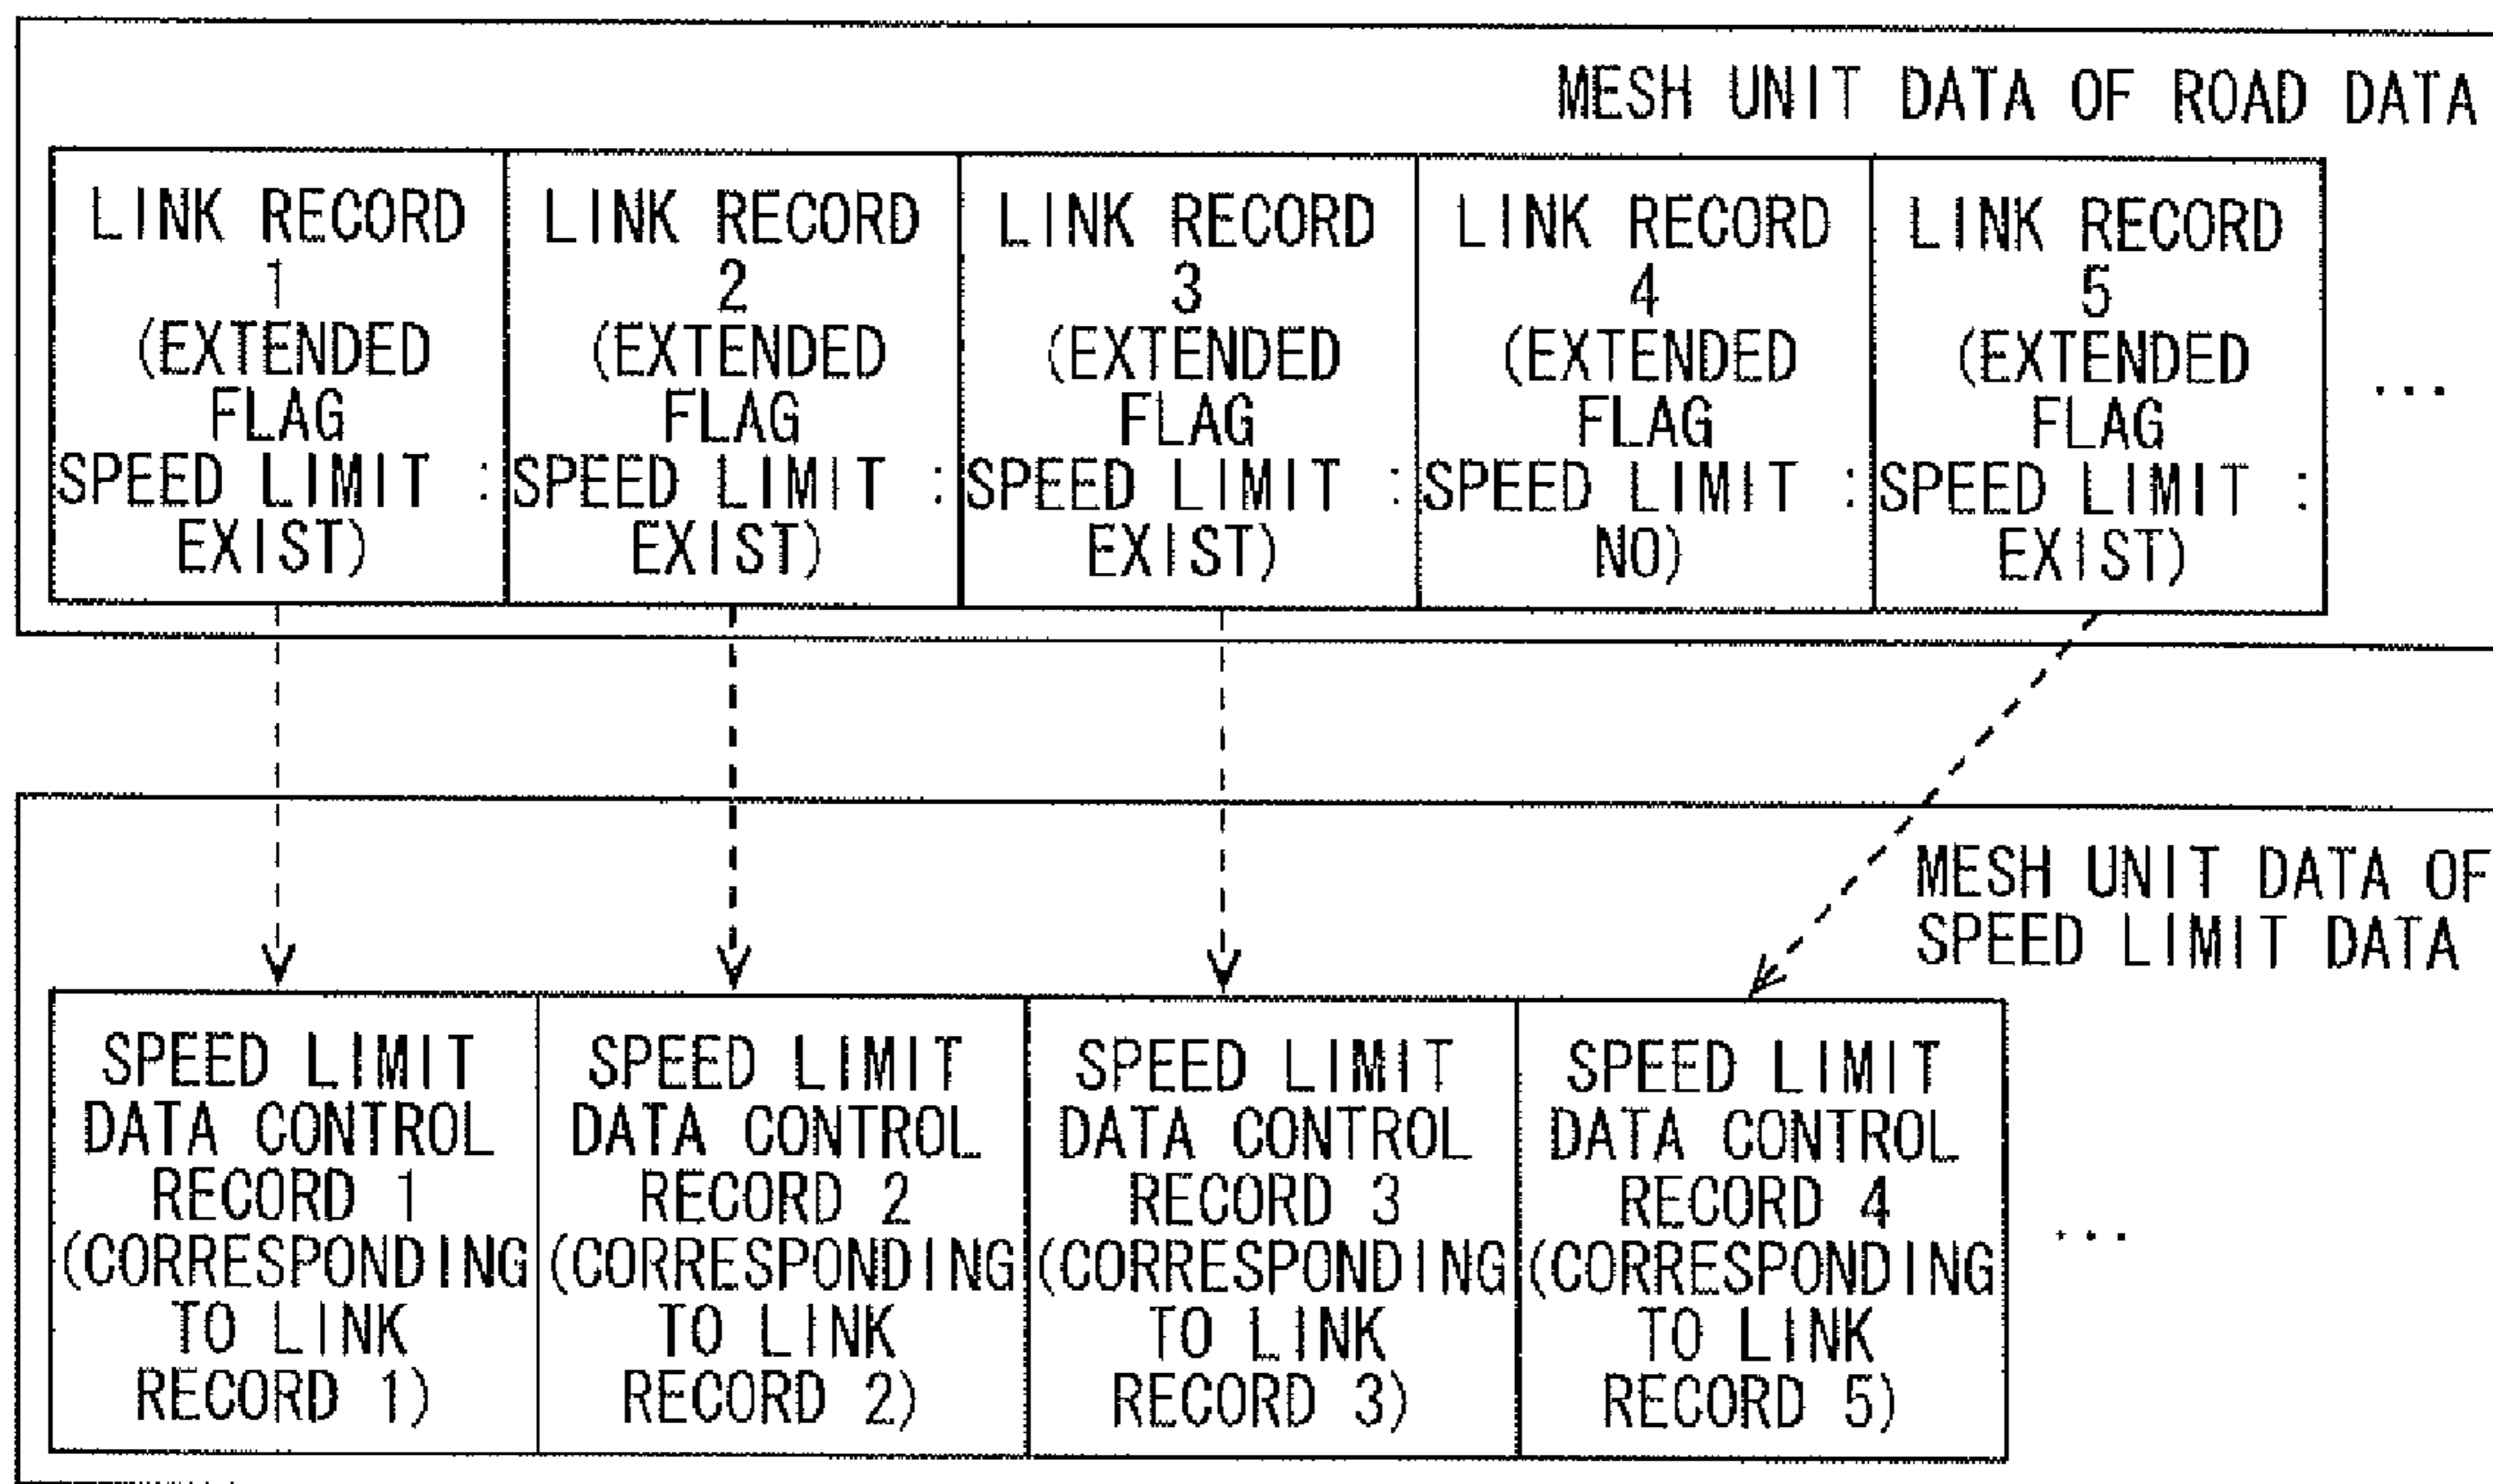 MESH UNIT DATA OF ROAD DATA
LINK RECORD
1
(EXTENDED
FLAG
SPEED LIMIT :
EXIST)
LINK RECORD
2
(EXTENDED
FLAG
SPEED LIMIT :
EXIST)
LINK RECORD
3
(EXTENDED
FLAG
SPEED LIMIT :
EXIST)
LINK RECORD
4
(EXTENDED
FLAG
SPEED LIMIT :
NO)
LINK RECORD
5
(EXTENDED
FLAG
SPEED LIMIT :
EXIST)
...
MESH UNIT DATA OF
SPEED LIMIT DATA
SPEED LIMIT
DATA CONTROL
RECORD 1
(CORRESPONDING
TO LINK
RECORD 1)
SPEED LIMIT
DATA CONTROL
RECORD 2
(CORRESPONDING
TO LINK
RECORD 2)
SPEED LIMIT
DATA CONTROL
RECORD 3
(CORRESPONDING
TO LINK
RECORD 3)
SPEED LIMIT
DATA CONTROL
RECORD 4
(CORRESPONDING
TO LINK
RECORD 5)
...